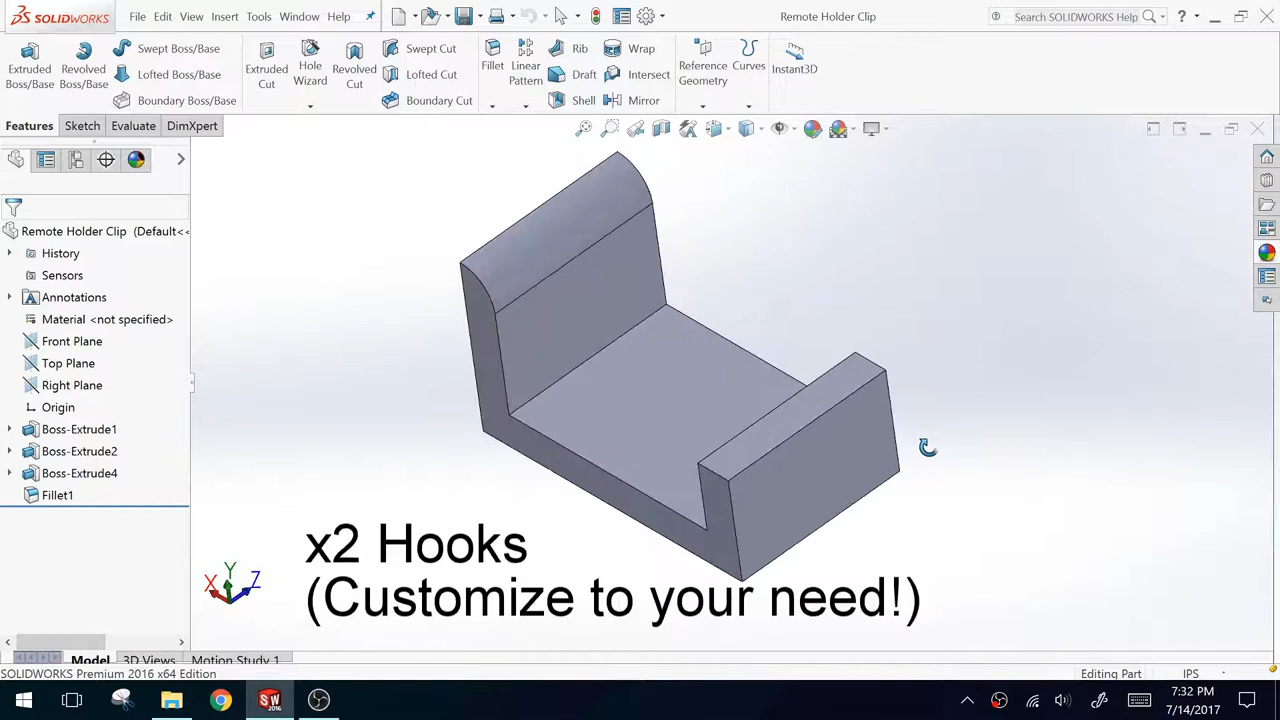 SOLIDWORKS
File Edit View Insert Tools Window Help
Remote Holder Clip
Search SOLIDWORKS Help
Extruded Boss/Base
Revolved Boss/Base
Swept Boss/Base
Lofted Boss/Base
Boundary Boss/Base
Extruded Cut
Hole Wizard
Revolved Cut
Swept Cut
Lofted Cut
Boundary Cut
Fillet
Linear Pattern
Rib
Draft
Shell
Wrap
Intersect
Mirror
Reference Geometry
Curves
Instant3D
Features Sketch Evaluate DimXpert
Remote Holder Clip (Default<<
History
Sensors
Annotations
Material <not specified>
Front Plane
Top Plane
Right Plane
Origin
Boss-Extrude1
Boss-Extrude2
Boss-Extrude4
Fillet1
x2 Hooks
(Customize to your need!)
X Y Z
Model 3D Views Motion Study 1
SOLIDWORKS Premium 2016 x64 Edition
Editing Part
IPS
SW
2016
7:32 PM
7/14/2017